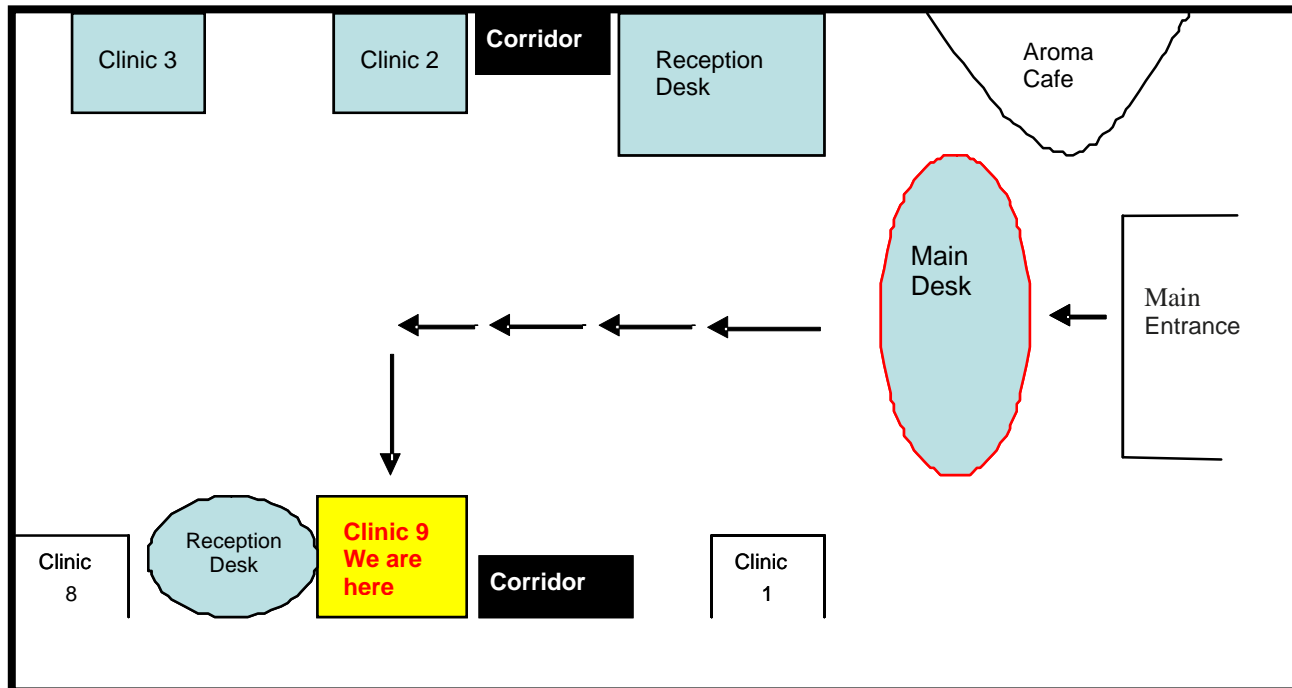 Clinic 3
Clinic 2
Corridor
Reception
Desk
Aroma
Cafe
Main
Desk
Main
Entrance
Clinic
8
Reception
Desk
Clinic 9
We are
here
Corridor
Clinic
1